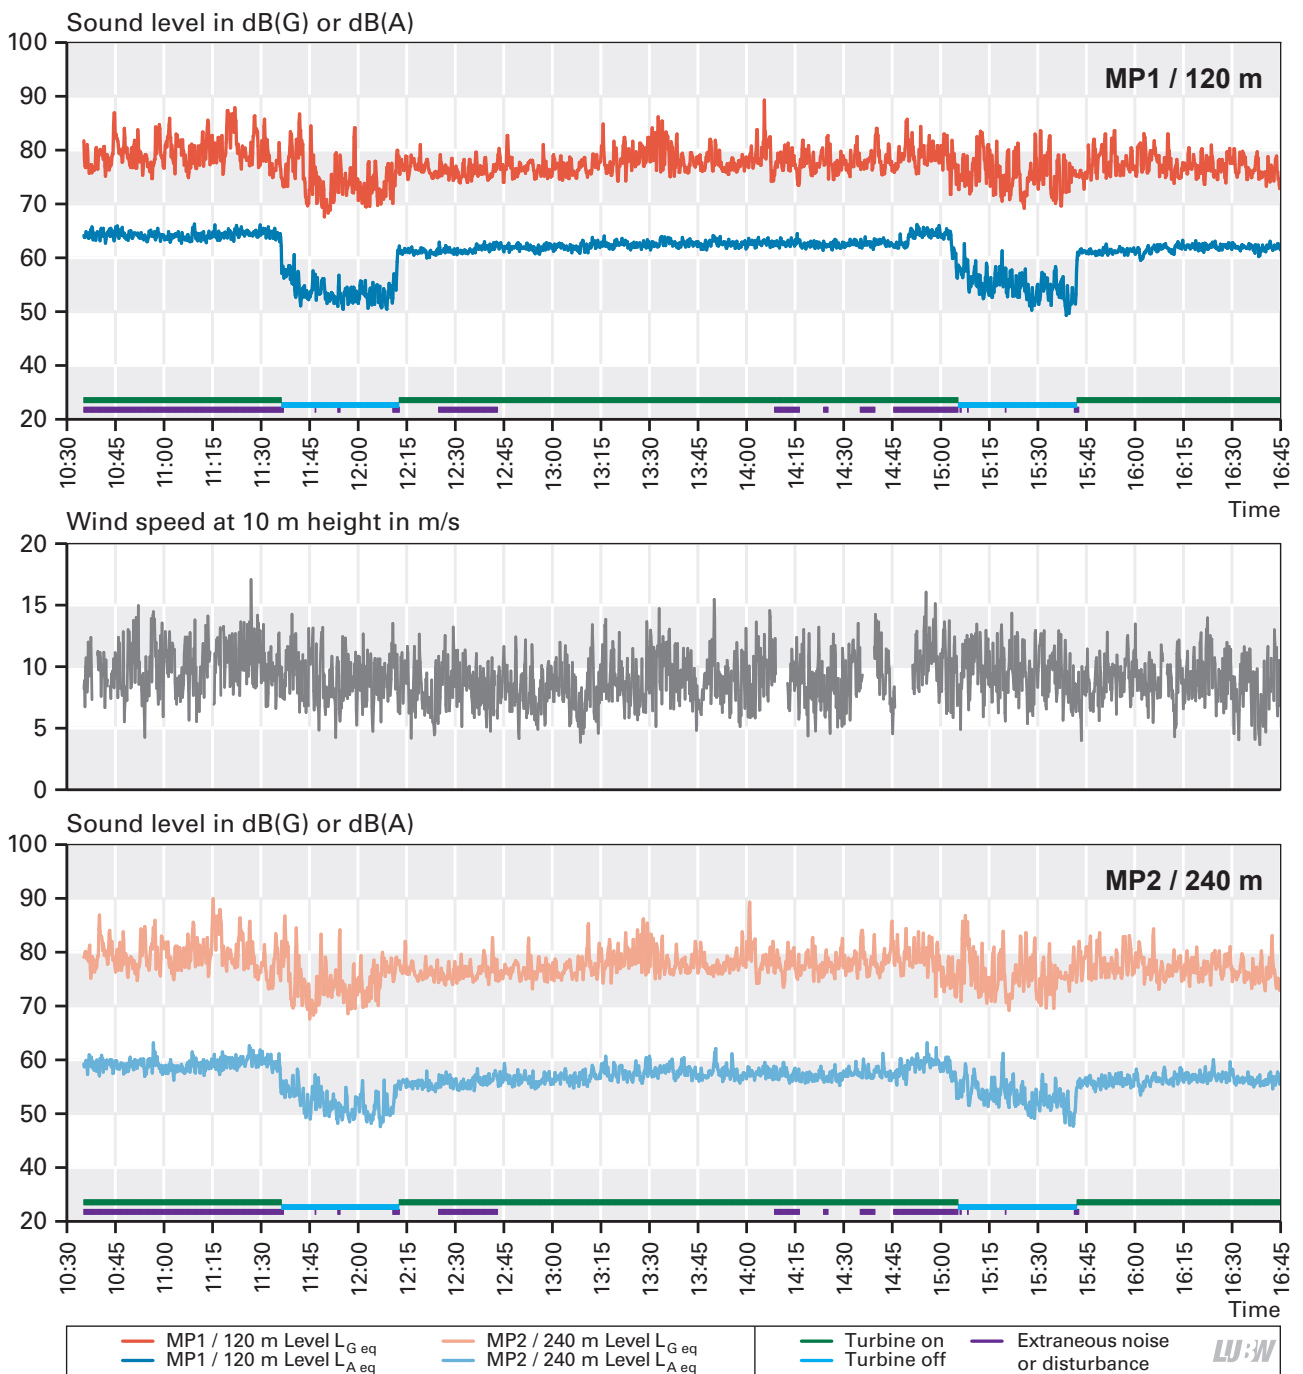 Sound level in dB(G) or dB(A)
MP1 / 120 m
100
90
80
70
60
50
40
20
10:30 10:45 11:00 11:15 11:30 11:45 12:00 12:15 12:30 12:45 13:00 13:15 13:30 13:45 14:00 14:15 14:30 14:45 15:00 15:15 15:30 15:45 16:00 16:15 16:30 16:45
Time
Wind speed at 10 m height in m/s
20
15
10
5
0
Sound level in dB(G) or dB(A)
MP2 / 240 m
100
90
80
70
60
50
40
20
10:30 10:45 11:00 11:15 11:30 11:45 12:00 12:15 12:30 12:45 13:00 13:15 13:30 13:45 14:00 14:15 14:30 14:45 15:00 15:15 15:30 15:45 16:00 16:15 16:30 16:45
Time
MP1 / 120 m Level L G eq
MP1 / 120 m Level L A eq
MP2 / 240 m Level L G eq
MP2 / 240 m Level L A eq
Turbine on
Turbine off
Extraneous noise
or disturbance
LUBW